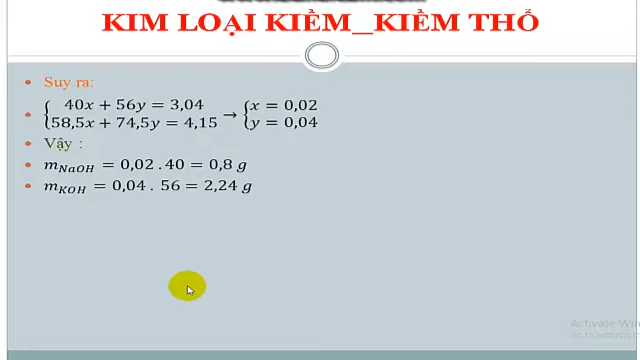 KIM LOẠI KIỀM_KIỀM THỔ
Suy ra:
{40x + 56y = 3,04
58,5x + 74,5y = 4,15 → {x = 0,02
y = 0,04
Vậy :
m_NaOH = 0,02 . 40 = 0,8 g
m_KOH = 0,04 . 56 = 2,24 g
Activate Win